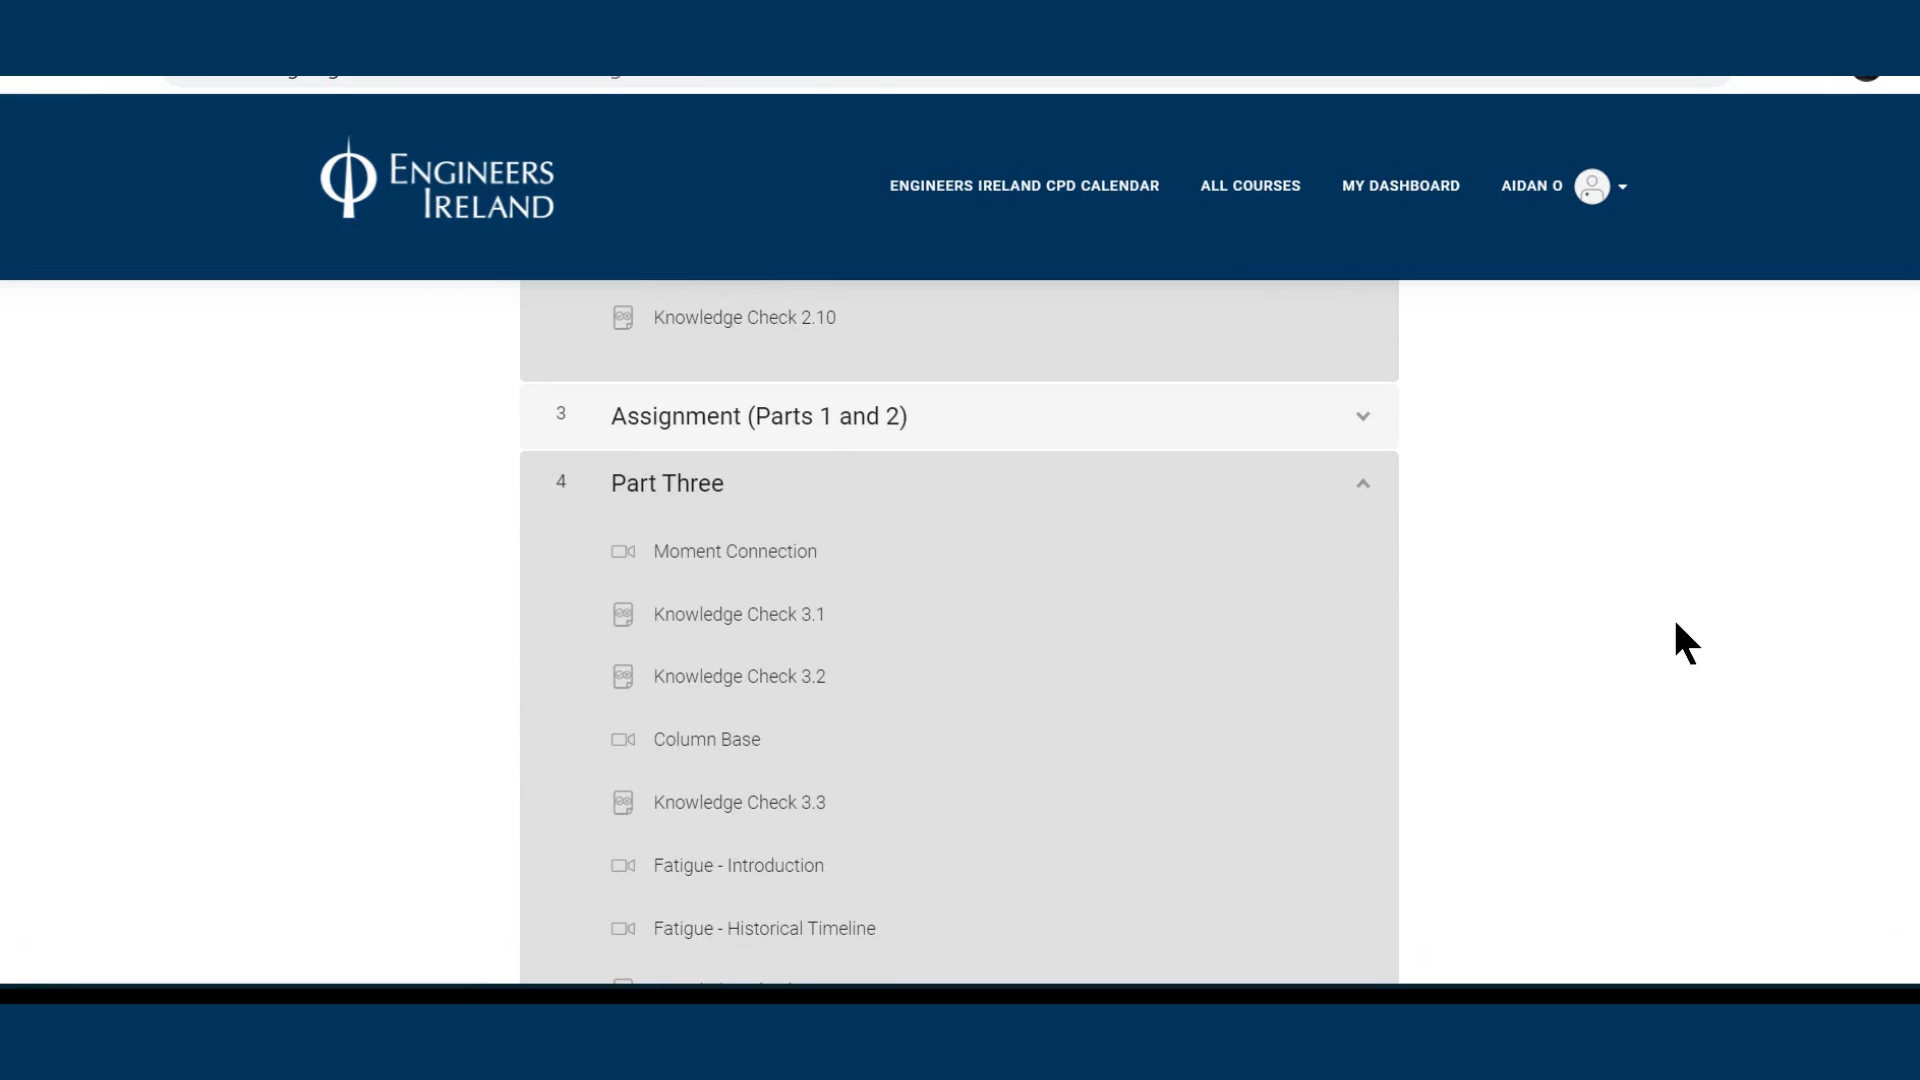 ENGINEERS
IRELAND
ENGINEERS IRELAND CPD CALENDAR
ALL COURSES
MY DASHBOARD
AIDAN O
Knowledge Check 2.10
3
Assignment (Parts 1 and 2)
4
Part Three
Moment Connection
Knowledge Check 3.1
Knowledge Check 3.2
Column Base
Knowledge Check 3.3
Fatigue - Introduction
Fatigue - Historical Timeline